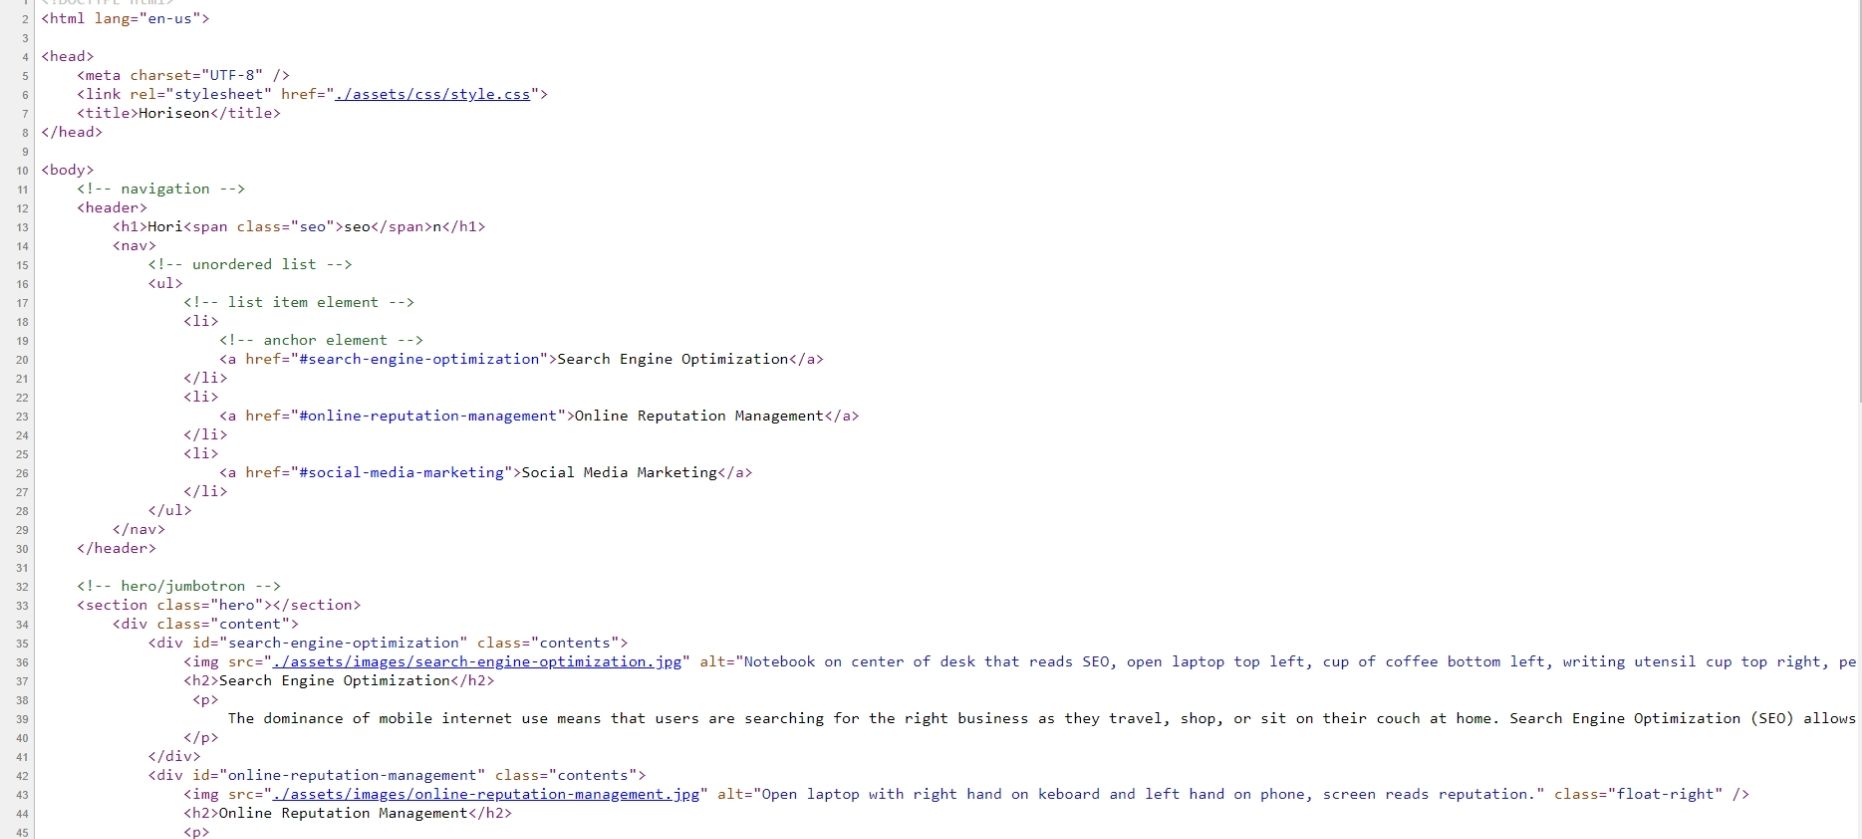 1 <!DOCTYPE html>
2 <html lang="en-us">
3
4 <head>
5 <meta charset="UTF-8" />
6 <link rel="stylesheet" href="./assets/css/style.css">
7 <title>Horiseon</title>
8 </head>
9
10 <body>
11 <!-- navigation -->
12 <header>
13 <h1>Hori<span class="seo">seo</span>n</h1>
14 <nav>
15 <!-- unordered list -->
16 <ul>
17 <!-- list item element -->
18 <li>
19 <!-- anchor element -->
20 <a href="#search-engine-optimization">Search Engine Optimization</a>
21 </li>
22 <li>
23 <a href="#online-reputation-management">Online Reputation Management</a>
24 </li>
25 <li>
26 <a href="#social-media-marketing">Social Media Marketing</a>
27 </li>
28 </ul>
29 </nav>
30 </header>
31
32 <!-- hero/jumbotron -->
33 <section class="hero"></section>
34 <div class="content">
35 <div id="search-engine-optimization" class="contents">
36 <img src="./assets/images/search-engine-optimization.jpg" alt="Notebook on center of desk that reads SEO, open laptop top left, cup of coffee bottom left, writing utensil cup top right, pe
37 <h2>Search Engine Optimization</h2>
38 <p>
39 The dominance of mobile internet use means that users are searching for the right business as they travel, shop, or sit on their couch at home. Search Engine Optimization (SEO) allows
40 </p>
41 </div>
42 <div id="online-reputation-management" class="contents">
43 <img src="./assets/images/online-reputation-management.jpg" alt="Open laptop with right hand on keboard and left hand on phone, screen reads reputation." class="float-right" />
44 <h2>Online Reputation Management</h2>
45 <p>